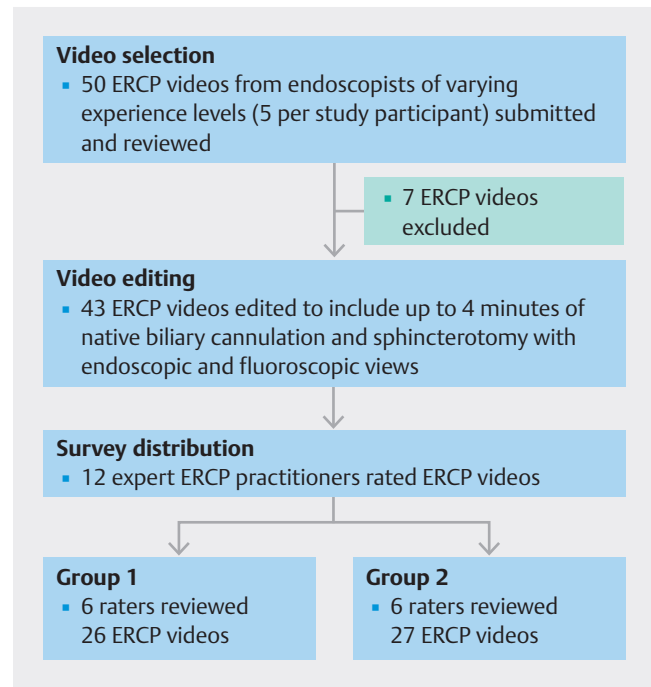 Video selection
▪ 50 ERCP videos from endoscopists of varying
experience levels (5 per study participant) submitted
and reviewed
▪ 7 ERCP videos
excluded
Video editing
▪ 43 ERCP videos edited to include up to 4 minutes of
native biliary cannulation and sphincterotomy with
endoscopic and fluoroscopic views
Survey distribution
▪ 12 expert ERCP practitioners rated ERCP videos
Group 1
▪ 6 raters reviewed
26 ERCP videos
Group 2
▪ 6 raters reviewed
27 ERCP videos